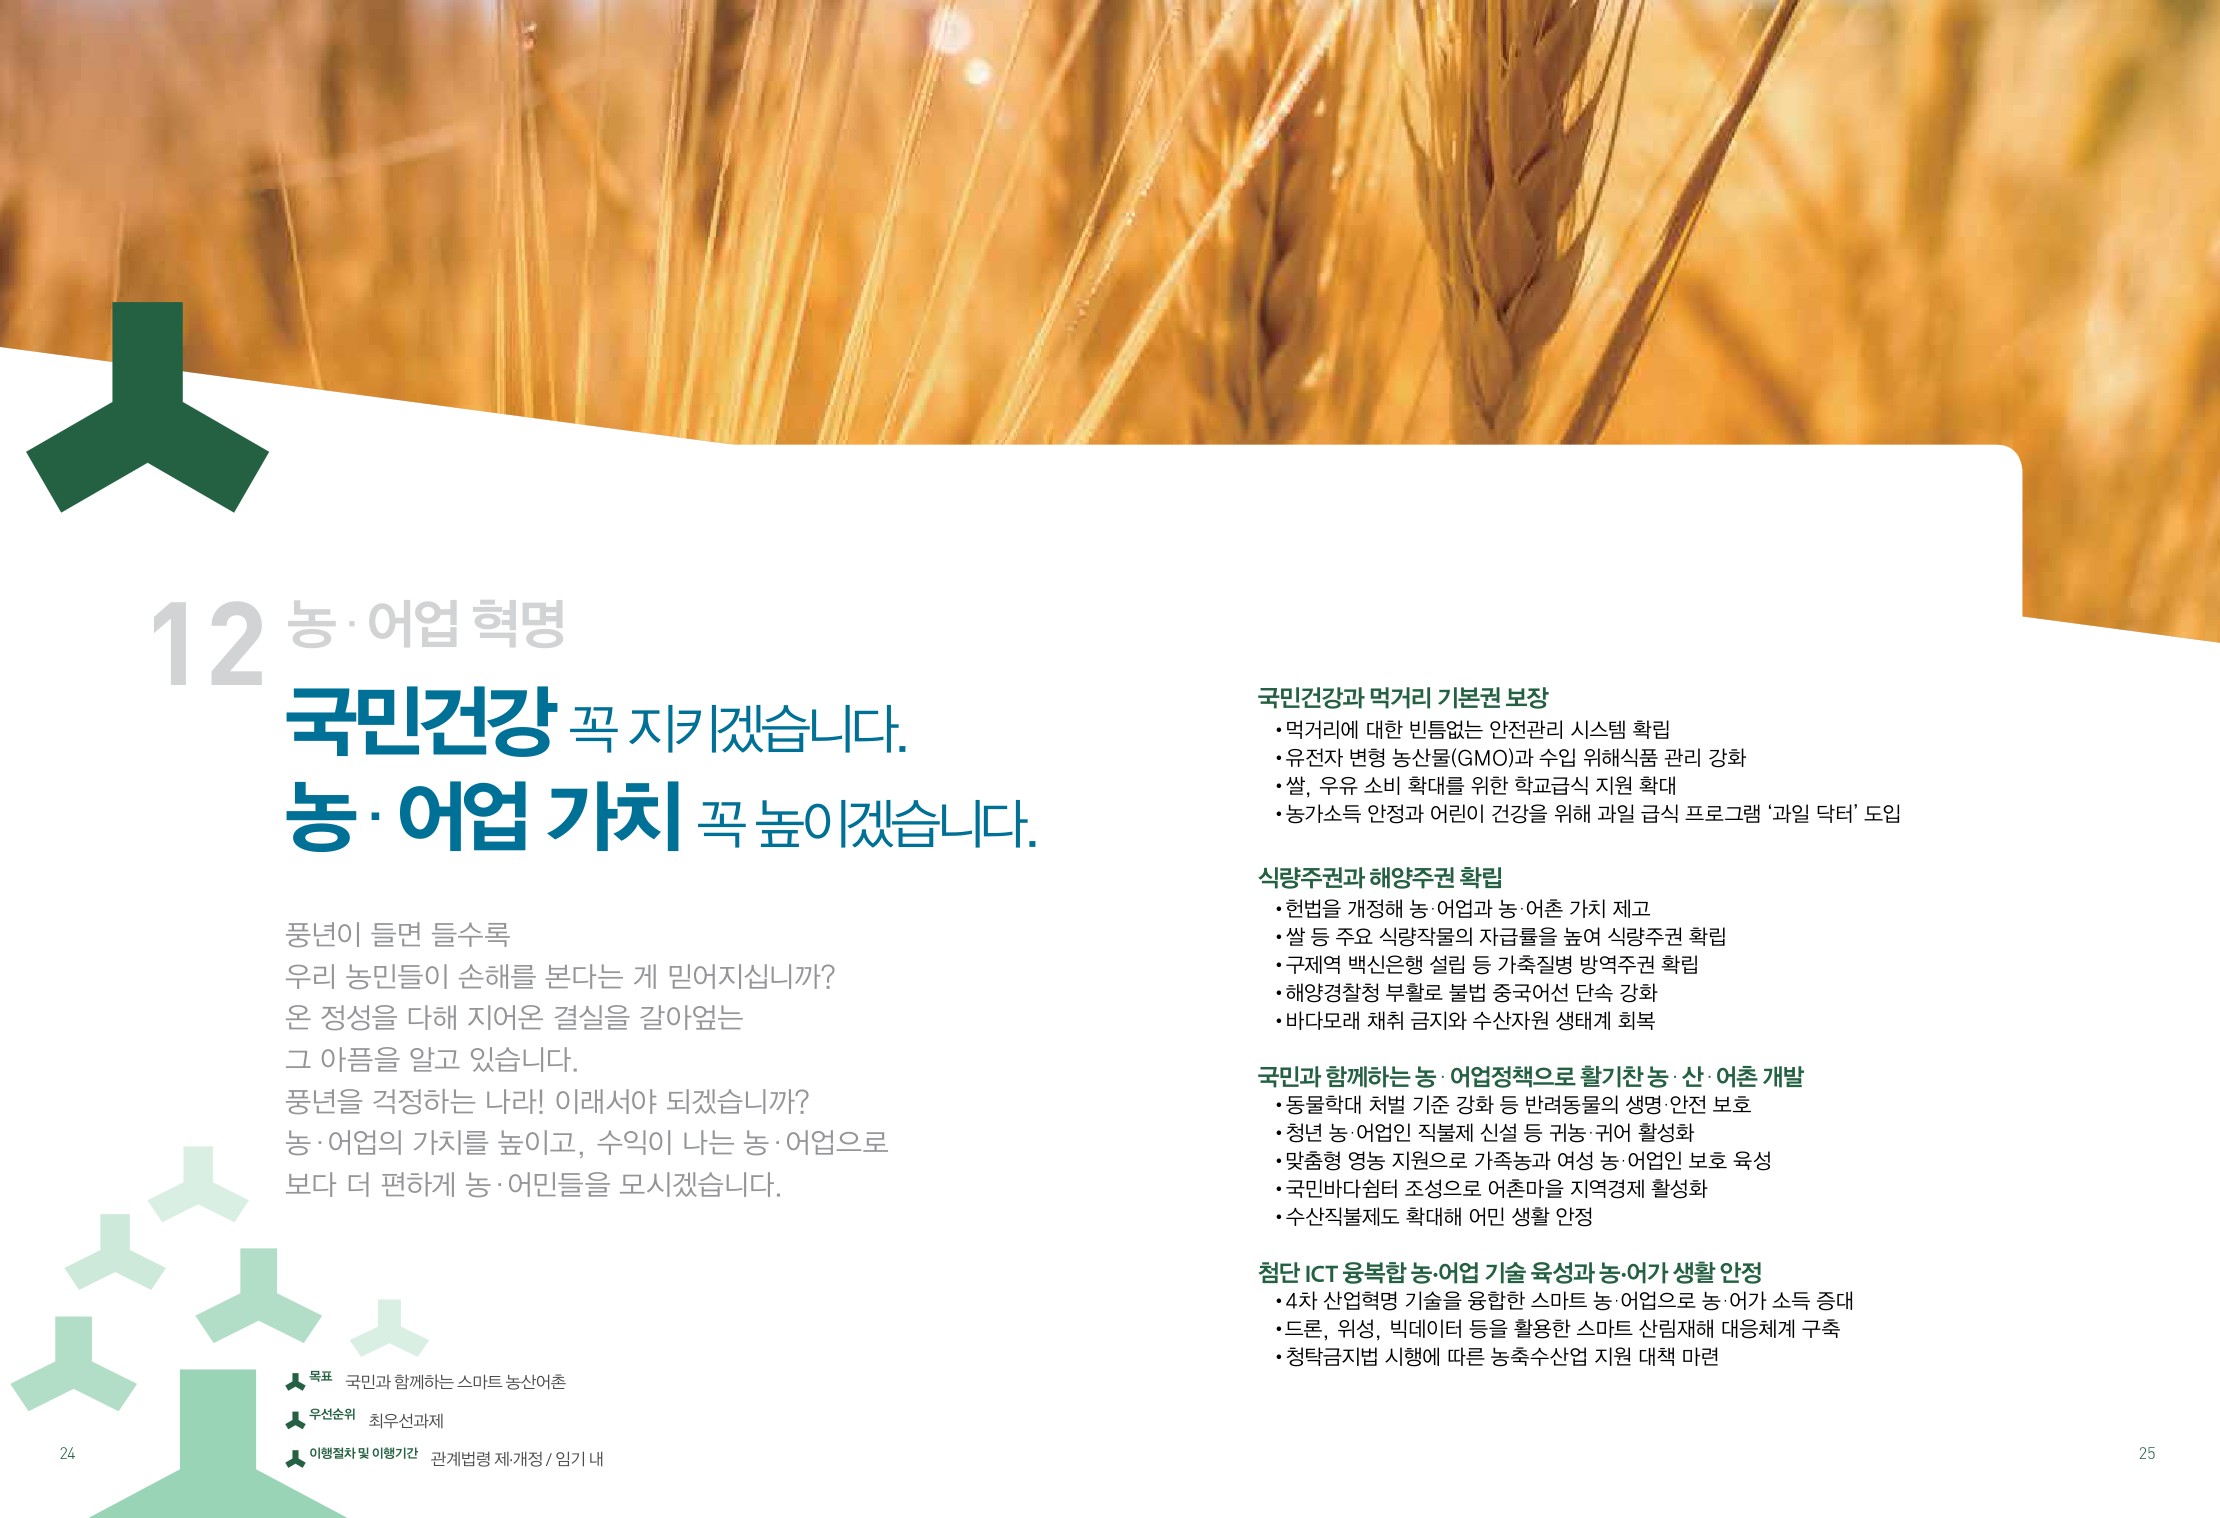 12 농·어업 혁명
국민건강 꼭 지키겠습니다.
농·어업 가치 꼭 높이겠습니다.
풍년이 들면 들수록
우리 농민들이 손해를 본다는 게 믿어지십니까?
온 정성을 다해 지어온 결실을 갈아엎는
그 아픔을 알고 있습니다.
풍년을 걱정하는 나라! 이래서야 되겠습니까?
농·어업의 가치를 높이고, 수익이 나는 농·어업으로
보다 더 편하게 농·어민들을 모시겠습니다.
목표 국민과 함께하는 스마트 농산어촌
우선순위 최우선과제
이행절차 및 이행기간 관계법령 제·개정 / 임기 내
24
국민건강과 먹거리 기본권 보장
•먹거리에 대한 빈틈없는 안전관리 시스템 확립
•유전자 변형 농산물(GMO)과 수입 위해식품 관리 강화
•쌀, 우유 소비 확대를 위한 학교급식 지원 확대
•농가소득 안정과 어린이 건강을 위해 과일 급식 프로그램 ‘과일 닥터’ 도입
식량주권과 해양주권 확립
•헌법을 개정해 농·어업과 농·어촌 가치 제고
•쌀 등 주요 식량작물의 자급률을 높여 식량주권 확립
•구제역 백신은행 설립 등 가축질병 방역주권 확립
•해양경찰청 부활로 불법 중국어선 단속 강화
•바다모래 채취 금지와 수산자원 생태계 회복
국민과 함께하는 농·어업정책으로 활기찬 농·산·어촌 개발
•동물학대 처벌 기준 강화 등 반려동물의 생명·안전 보호
•청년 농·어업인 직불제 신설 등 귀농·귀어 활성화
•맞춤형 영농 지원으로 가족농과 여성 농·어업인 보호 육성
•국민바다쉼터 조성으로 어촌마을 지역경제 활성화
•수산직불제도 확대해 어민 생활 안정
첨단 ICT 융복합 농·어업 기술 육성과 농·어가 생활 안정
•4차 산업혁명 기술을 융합한 스마트 농·어업으로 농·어가 소득 증대
•드론, 위성, 빅데이터 등을 활용한 스마트 산림재해 대응체계 구축
•청탁금지법 시행에 따른 농축수산업 지원 대책 마련
25